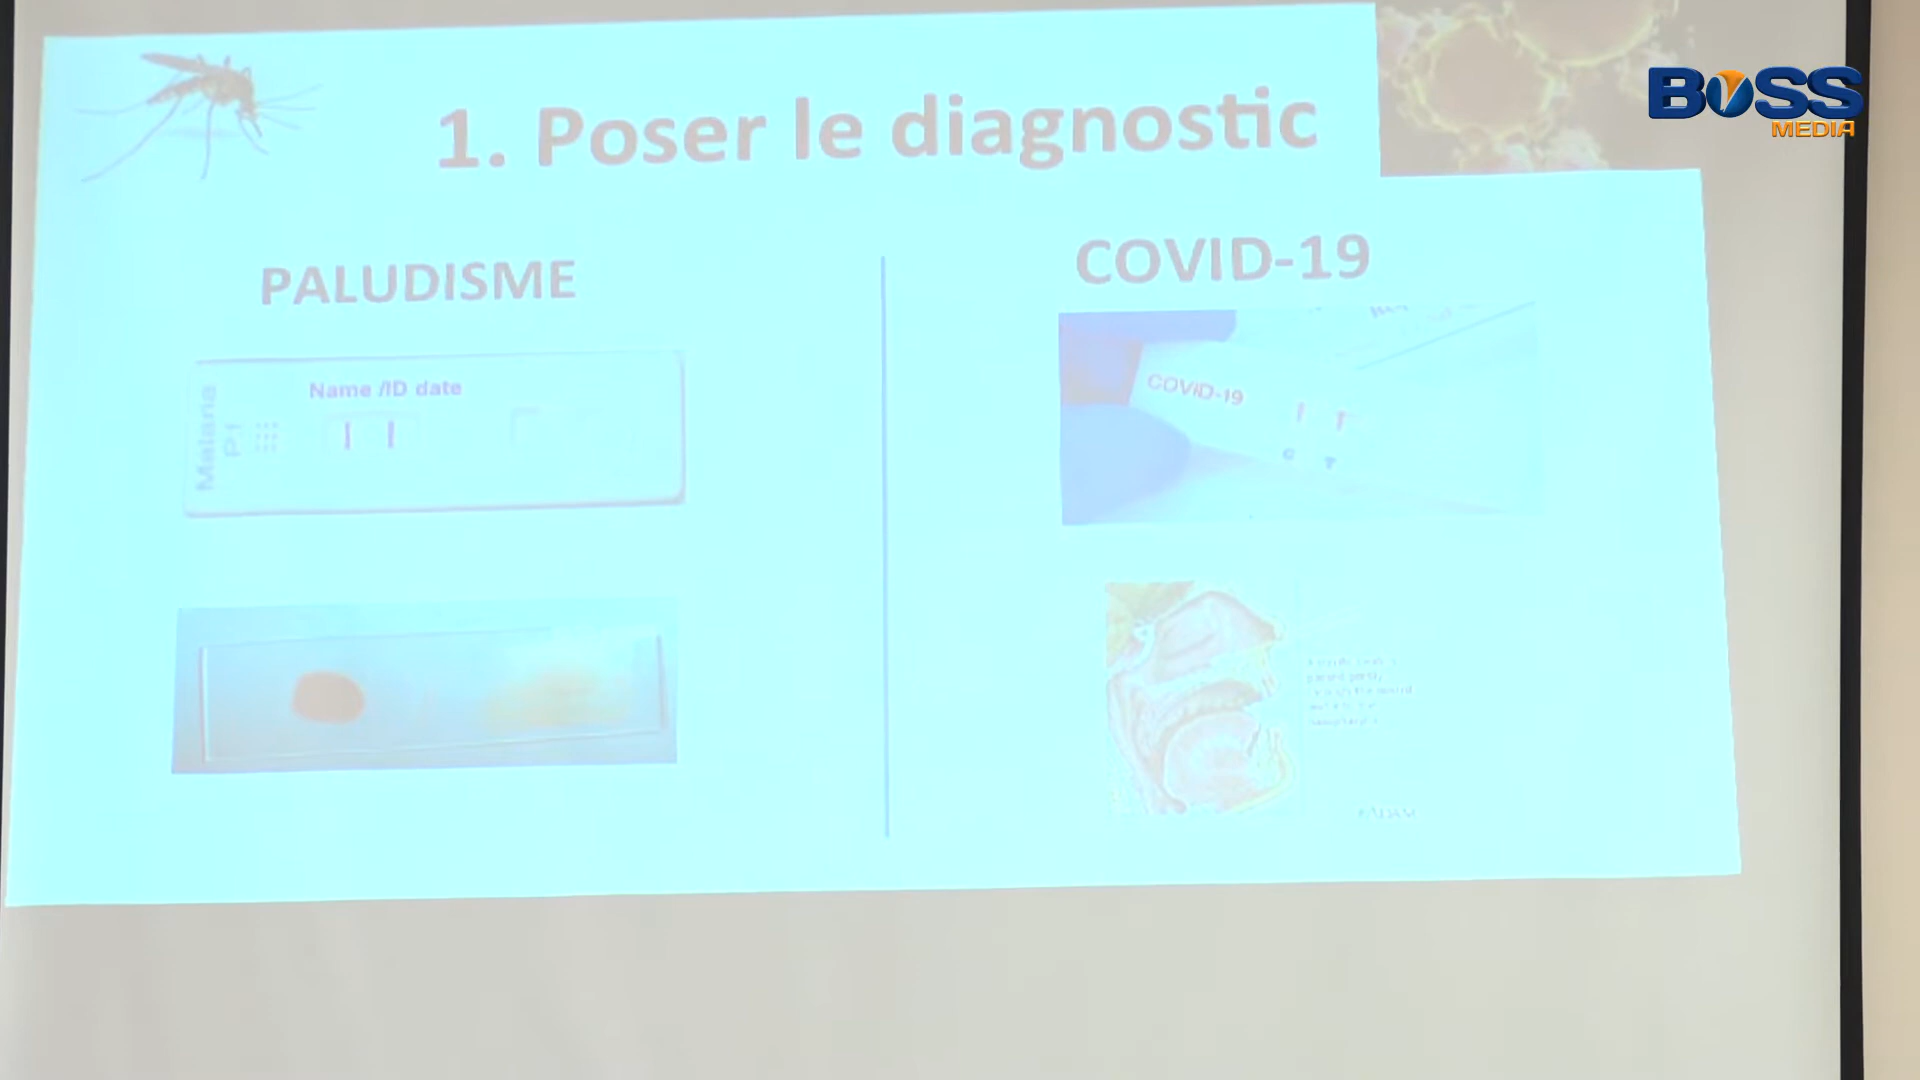 BOSS
MEDIA
1. Poser le diagnostic
PALUDISME
COVID-19
Name /ID date
Malaria
P.f
COVID-19
C
T